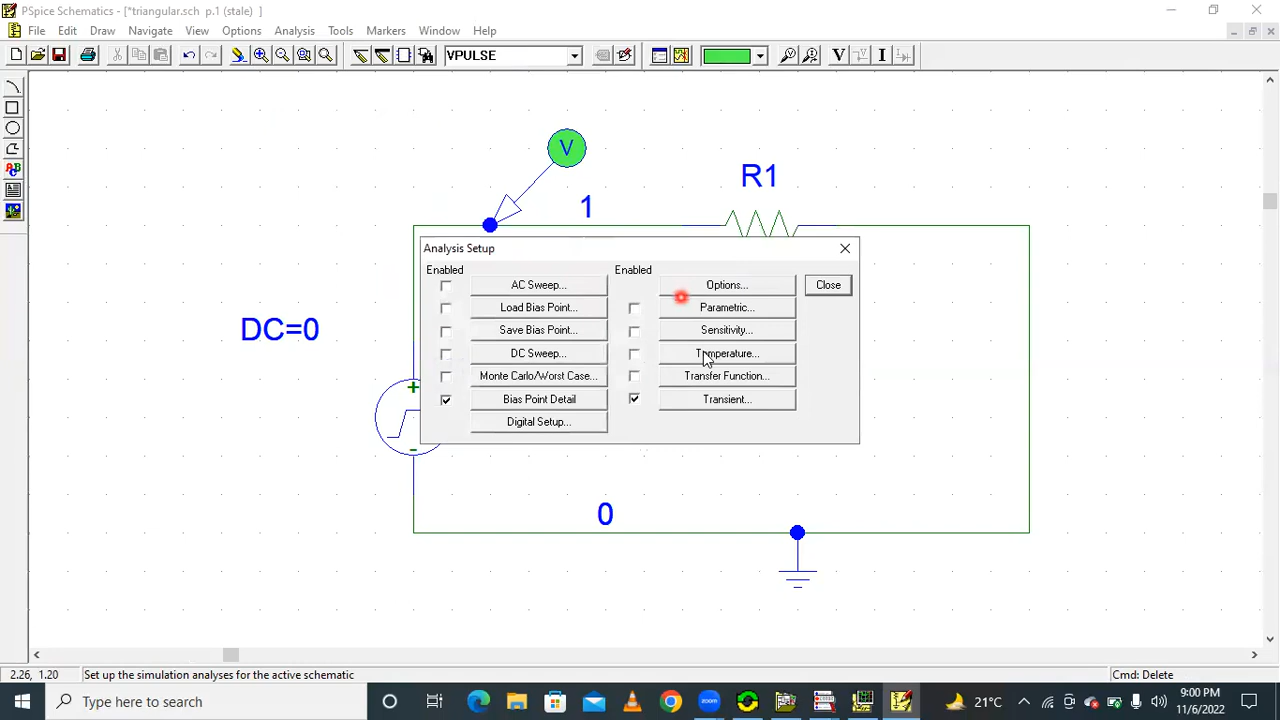 PSpice Schematics - [*triangular.sch p.1 (stale) ]
File Edit Draw Navigate View Options Analysis Tools Markers Window Help
VPULSE
V I
V
R1
1
DC=0
+
-
0
Analysis Setup
Enabled Enabled
AC Sweep... Options... Close
Load Bias Point... Parametric...
Save Bias Point... Sensitivity...
DC Sweep... Temperature...
Monte Carlo/Worst Case... Transfer Function...
Bias Point Detail Transient...
Digital Setup...
2.26, 1.20 Set up the simulation analyses for the active schematic Cmd: Delete
Type here to search
zoom
21°C
9:00 PM
11/6/2022